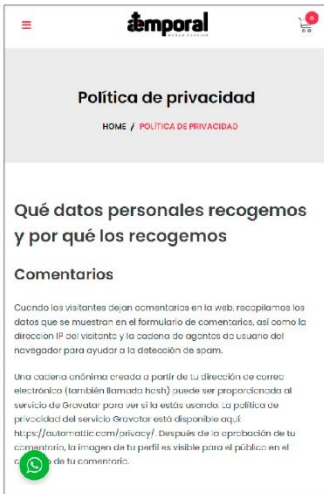 æmporal
0
Política de privacidad
HOME / POLÍTICA DE PRIVACIDAD
Qué datos personales recogemos
y por qué los recogemos
Comentarios
Cuando los visitantes dejan comentarios en la web, recopilamos los
datos que se muestran en el formulario de comentarios, así como la
dirección IP del visitante y la cadena de agentes de usuario del
navegador para ayudar a la detección de spam.
Una cadena anónima creada a partir de tu dirección de correo
electrónico (también llamada hash) puede ser proporcionada al
servicio de Gravatar para ver si la estás usando. La política de
privacidad del servicio Gravatar está disponible aquí:
https://automattic.com/privacy/. Después de la aprobación de tu
comentario, la imagen de tu perfil es visible para el público en el
de tu comentario.